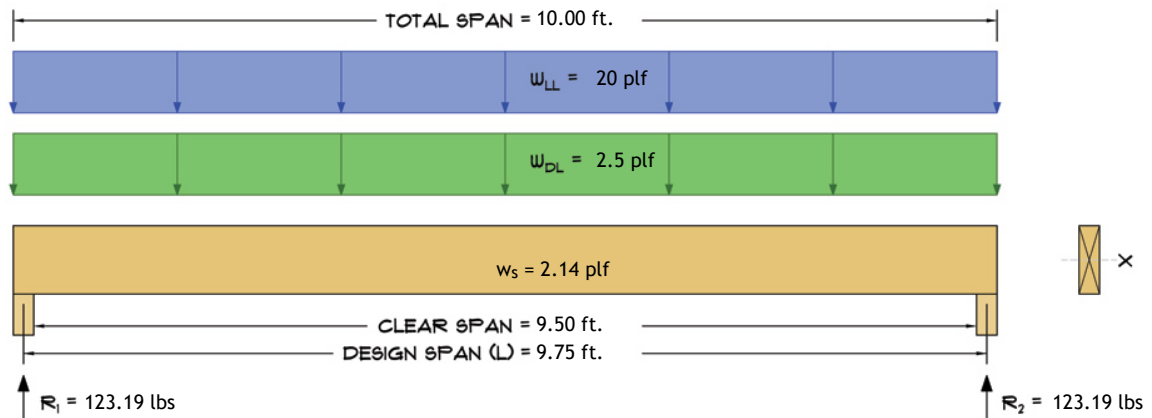 TOTAL SPAN = 10.00 ft.
WLL = 20 plf
WDL = 2.5 plf
ws = 2.14 plf
X
CLEAR SPAN = 9.50 ft.
DESIGN SPAN (L) = 9.75 ft.
R1 = 123.19 lbs
R2 = 123.19 lbs